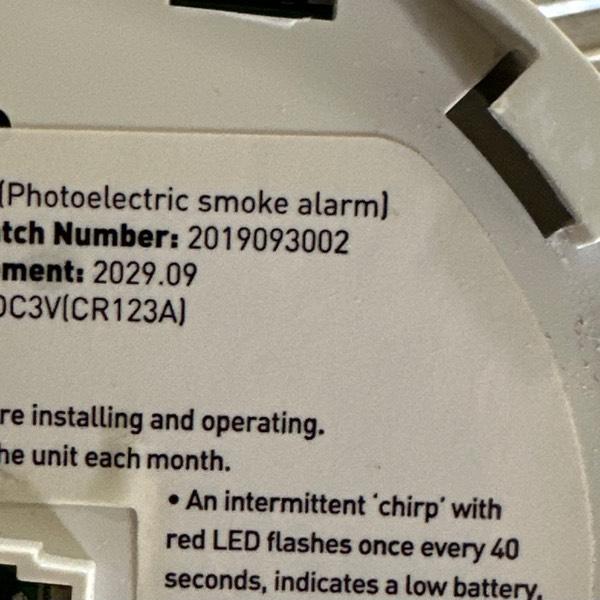 (Photoelectric smoke alarm)
tch Number: 2019093002
ment: 2029.09
DC3V(CR123A)
re installing and operating.
he unit each month.
• An intermittent 'chirp' with
red LED flashes once every 40
seconds, indicates a low battery.